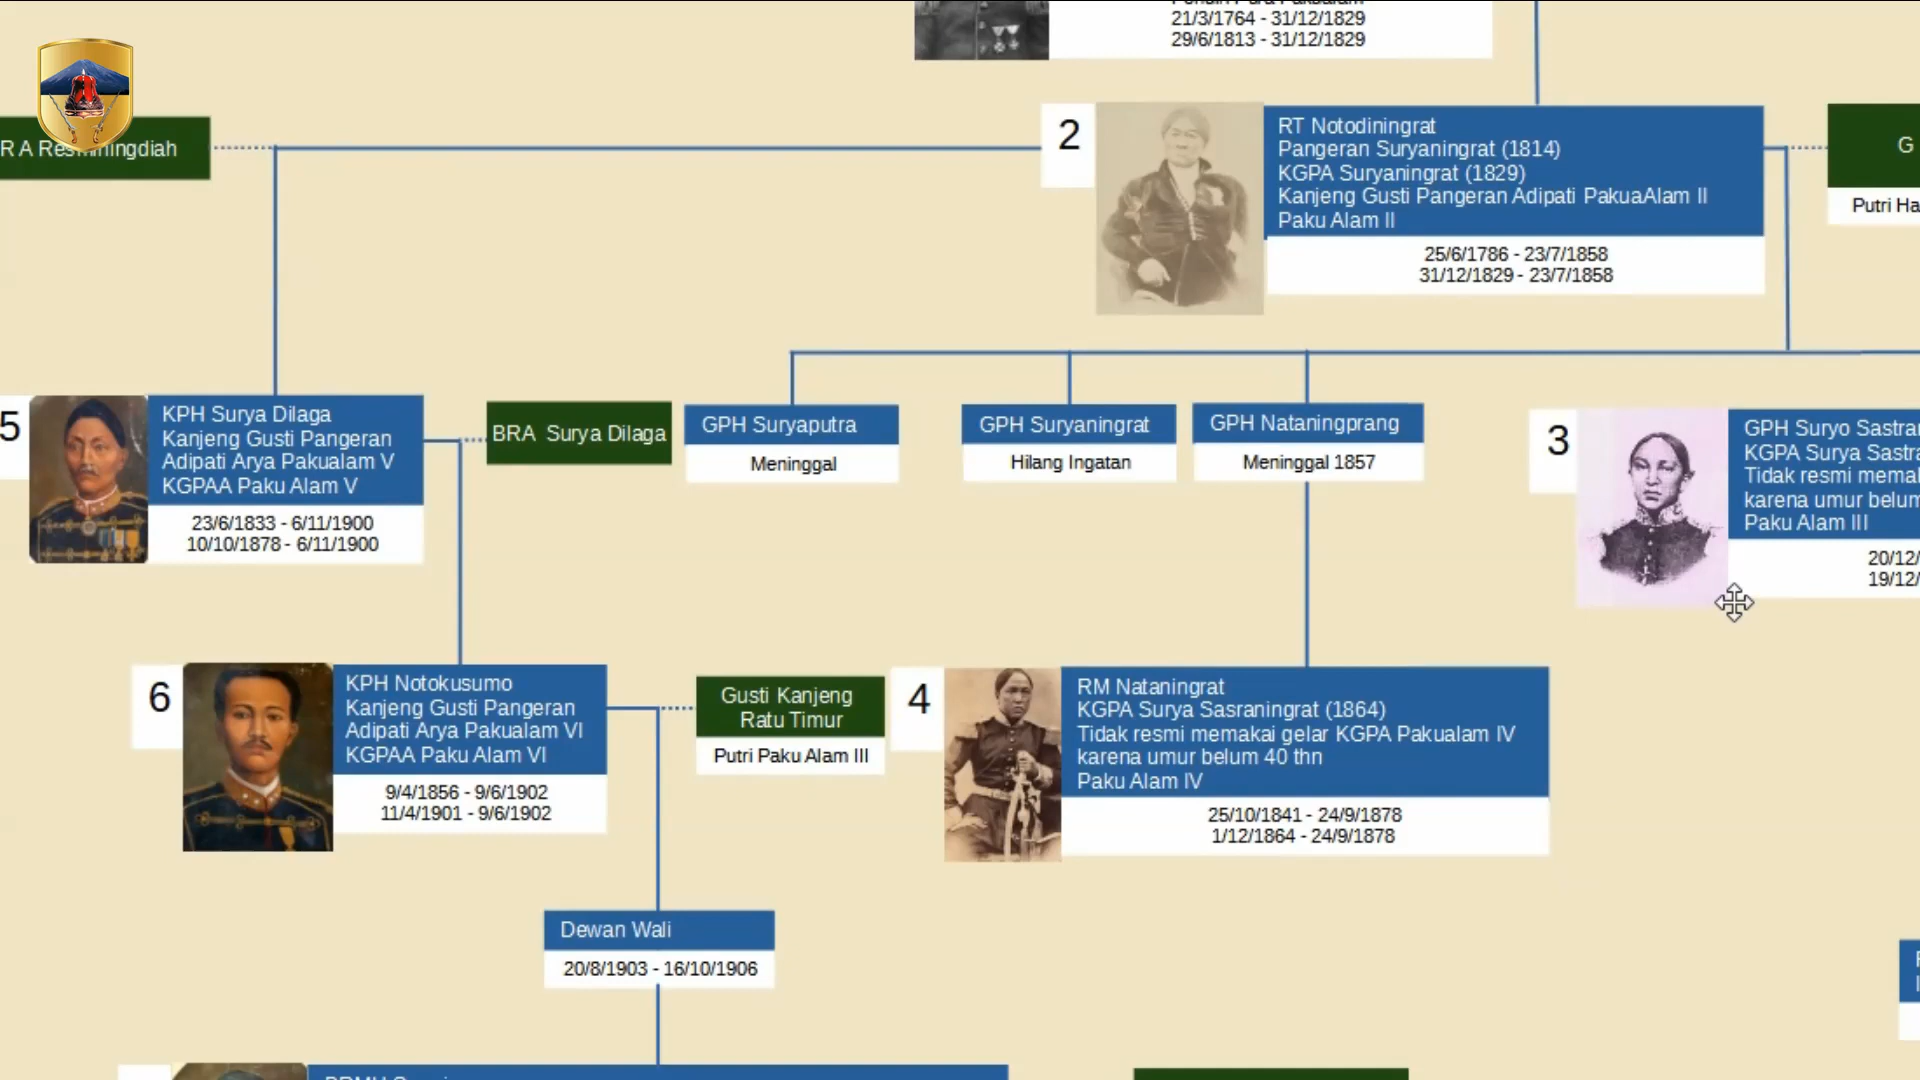 21/3/1764 - 31/12/1829
29/6/1813 - 31/12/1829
2
RT Notodiningrat
Pangeran Suryaningrat (1814)
KGPA Suryaningrat (1829)
Kanjeng Gusti Pangeran Adipati PakuaAlam II
Paku Alam II
25/6/1786 - 23/7/1858
31/12/1829 - 23/7/1858
R A
G
Putri Ha
5
KPH Surya Dilaga
Kanjeng Gusti Pangeran
Adipati Arya Pakualam V
KGPAA Paku Alam V
23/6/1833 - 6/11/1900
10/10/1878 - 6/11/1900
BRA Surya Dilaga
GPH Suryaputra
Meninggal
GPH Suryaningrat
Hilang Ingatan
GPH Nataningprang
Meninggal 1857
3
GPH Suryo Sastra
KGPA Surya Sastra
Tidak resmi memak
karena umur belum
Paku Alam III
20/12/
19/12/
6
KPH Notokusumo
Kanjeng Gusti Pangeran
Adipati Arya Pakualam VI
KGPAA Paku Alam VI
9/4/1856 - 9/6/1902
11/4/1901 - 9/6/1902
Gusti Kanjeng
Ratu Timur
Putri Paku Alam III
4
RM Nataningrat
KGPA Surya Sasraningrat (1864)
Tidak resmi memakai gelar KGPA Pakualam IV
karena umur belum 40 thn
Paku Alam IV
25/10/1841 - 24/9/1878
1/12/1864 - 24/9/1878
Dewan Wali
20/8/1903 - 16/10/1906